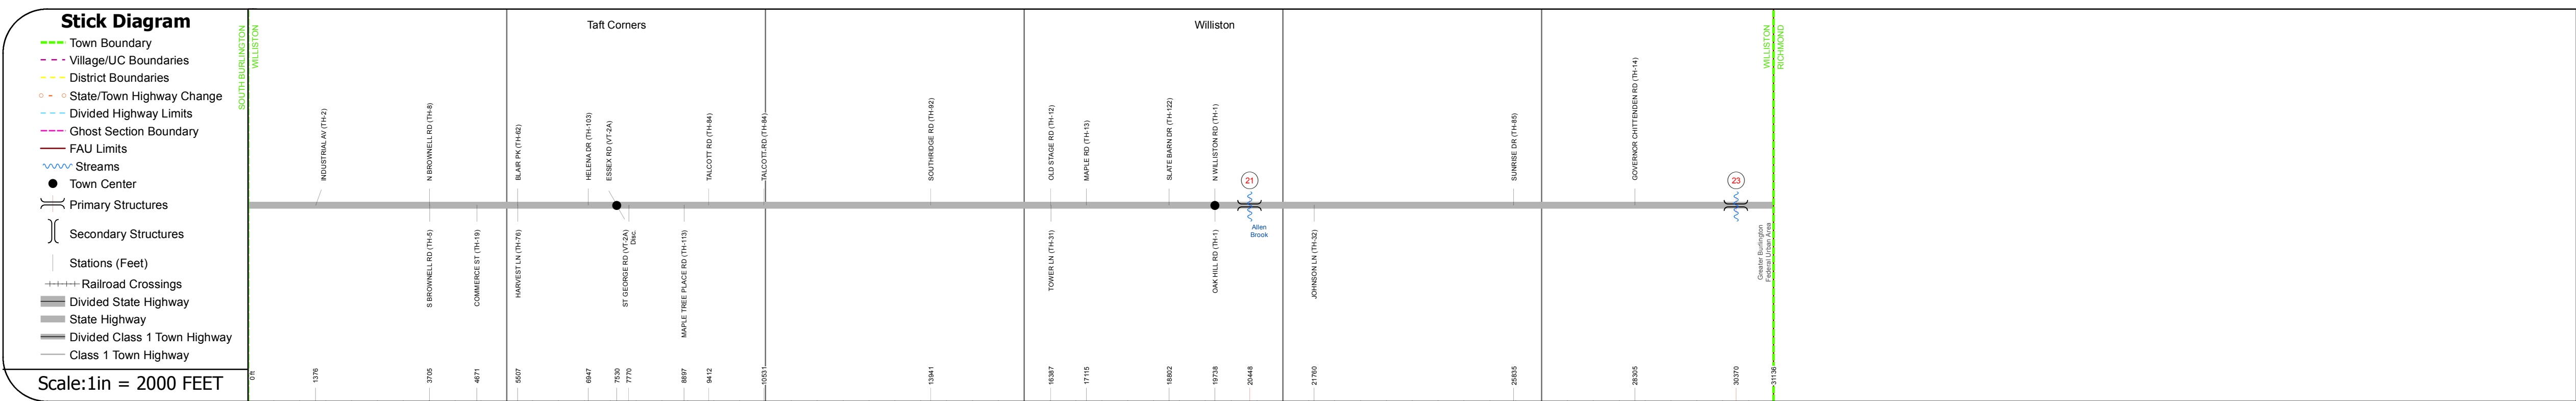 Stick Diagram
Town Boundary
Village/UC Boundaries
District Boundaries
State/Town Highway Change
Divided Highway Limits
Ghost Section Boundary
FAU Limits
Streams
Town Center
Primary Structures
Secondary Structures
Stations (Feet)
Railroad Crossings
Divided State Highway
State Highway
Divided Class 1 Town Highway
Class 1 Town Highway
Scale:1in = 2000 FEET
SOUTH BURLINGTON
WILLISTON
Taft Corners
Williston
WILLISTON
RICHMOND
INDUSTRIAL AV (TH-2)
N BROWNELL RD (TH-8)
BLAIR PK (TH-62)
HELENA DR (TH-103)
ESSEX RD (VT-2A)
TALCOTT RD (TH-84)
TALCOTT RD (TH-84)
SOUTHRIDGE RD (TH-92)
OLD STAGE RD (TH-12)
MAPLE RD (TH-13)
SLATE BARN DR (TH-122)
N WILLISTON RD (TH-1)
21
SUNRISE DR (TH-85)
GOVERNOR CHITTENDEN RD (TH-14)
23
S BROWNELL RD (TH-5)
COMMERCE ST (TH-19)
HARVEST LN (TH-76)
ST GEORGE RD (VT-2A)
Disc.
MAPLE TREE PLACE RD (TH-113)
TOWER LN (TH-31)
OAK HILL RD (TH-1)
Allen
Brook
JOHNSON LN (TH-32)
Greater Burlington
Federal Urban Area
0 ft
1376
3705
4671
5507
6947
7530
7770
8897
9412
10531
13941
16387
17115
18802
19738
20448
21760
25835
28305
30370
31136